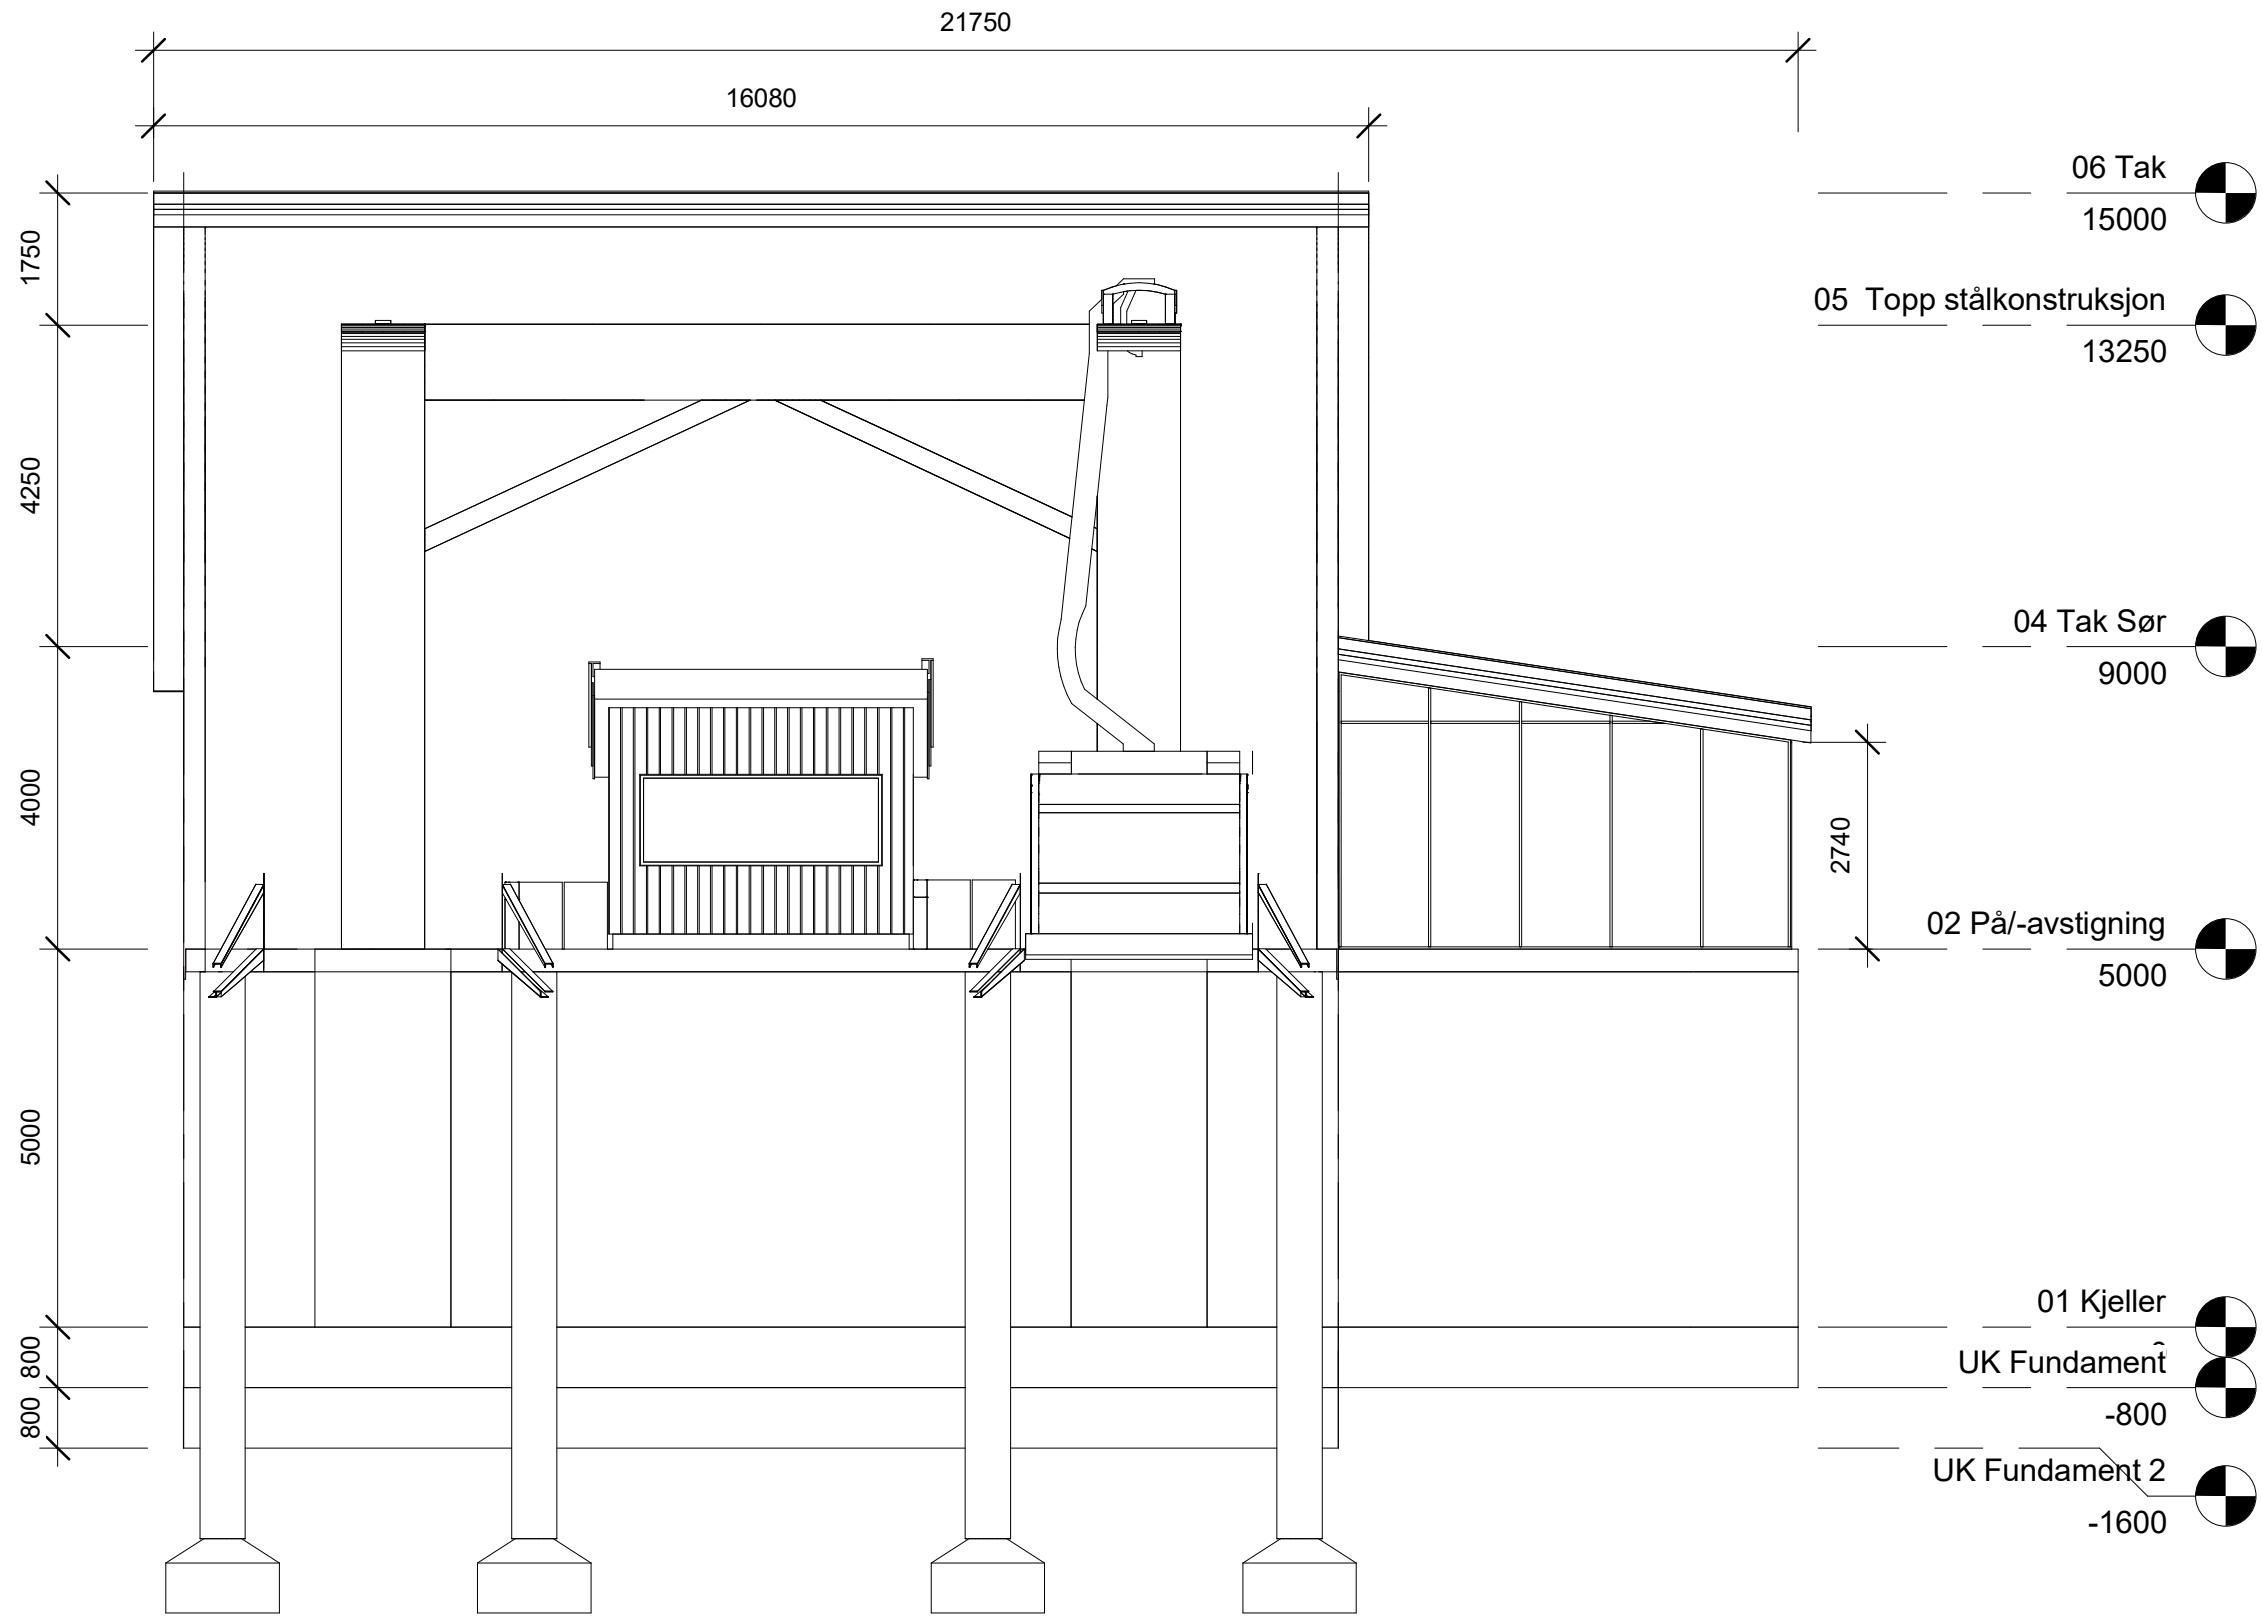 21750
16080
06 Tak
15000
1750
05 Topp stålkonstruksjon
13250
4250
04 Tak Sør
9000
4000
2740
02 På/-avstigning
5000
5000
01 Kjeller
800
UK Fundament
-800
800
UK Fundament 2
-1600